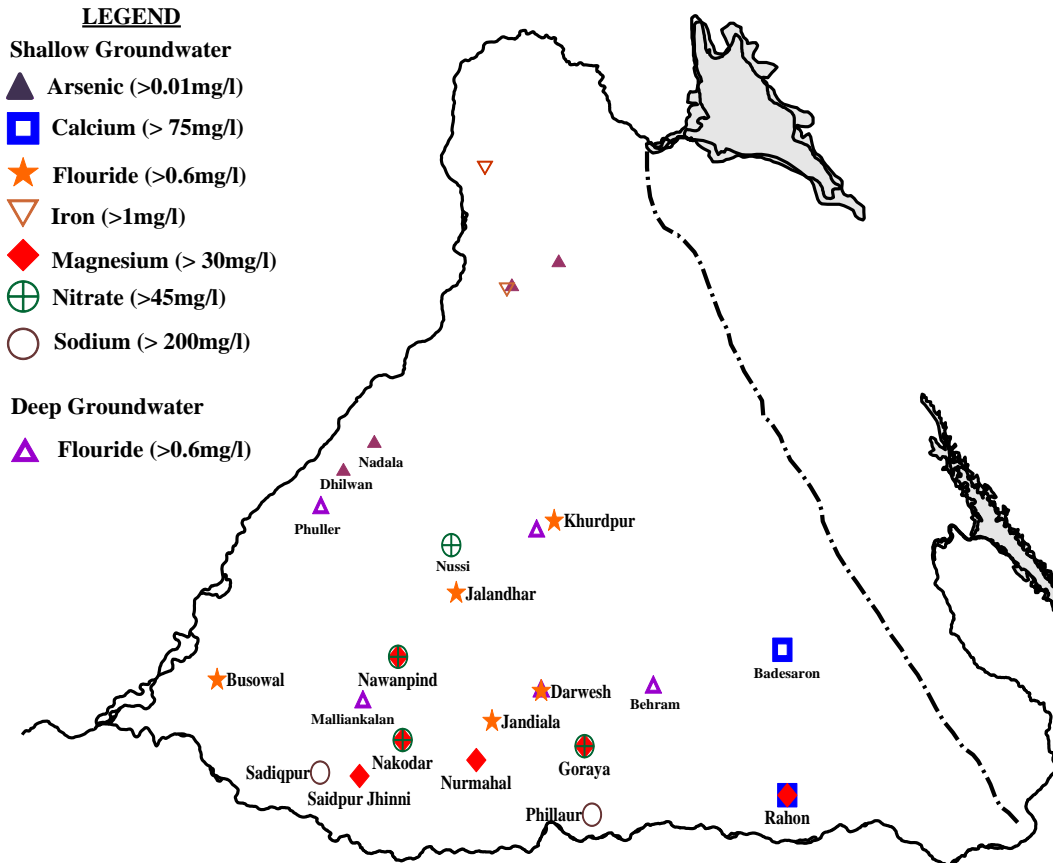 LEGEND
Shallow Groundwater
Arsenic (>0.01mg/l)
Calcium (> 75mg/l)
Flouride (>0.6mg/l)
Iron (>1mg/l)
Magnesium (> 30mg/l)
Nitrate (>45mg/l)
Sodium (> 200mg/l)
Deep Groundwater
Flouride (>0.6mg/l)
Nadala
Dhilwan
Phuller
Khurdpur
Nussi
Jalandhar
Badesaron
Nawanpind
Busowal
Darwesh
Behram
Malliankalan
Jandiala
Nakodar
Goraya
Sadiqpur
Nurmahal
Saidpur Jhinni
Phillaur
Rahon